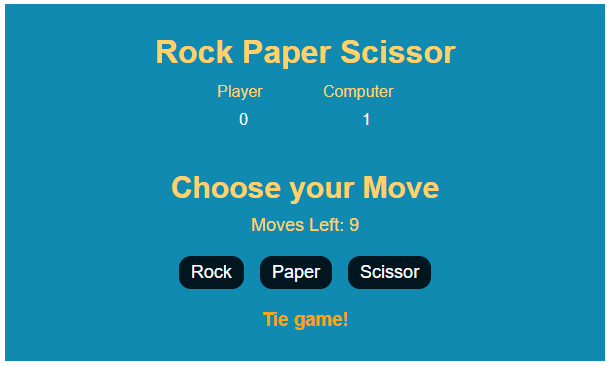 Rock Paper Scissor
Player Computer
0 1
Choose your Move
Moves Left: 9
Rock Paper Scissor
Tie game!